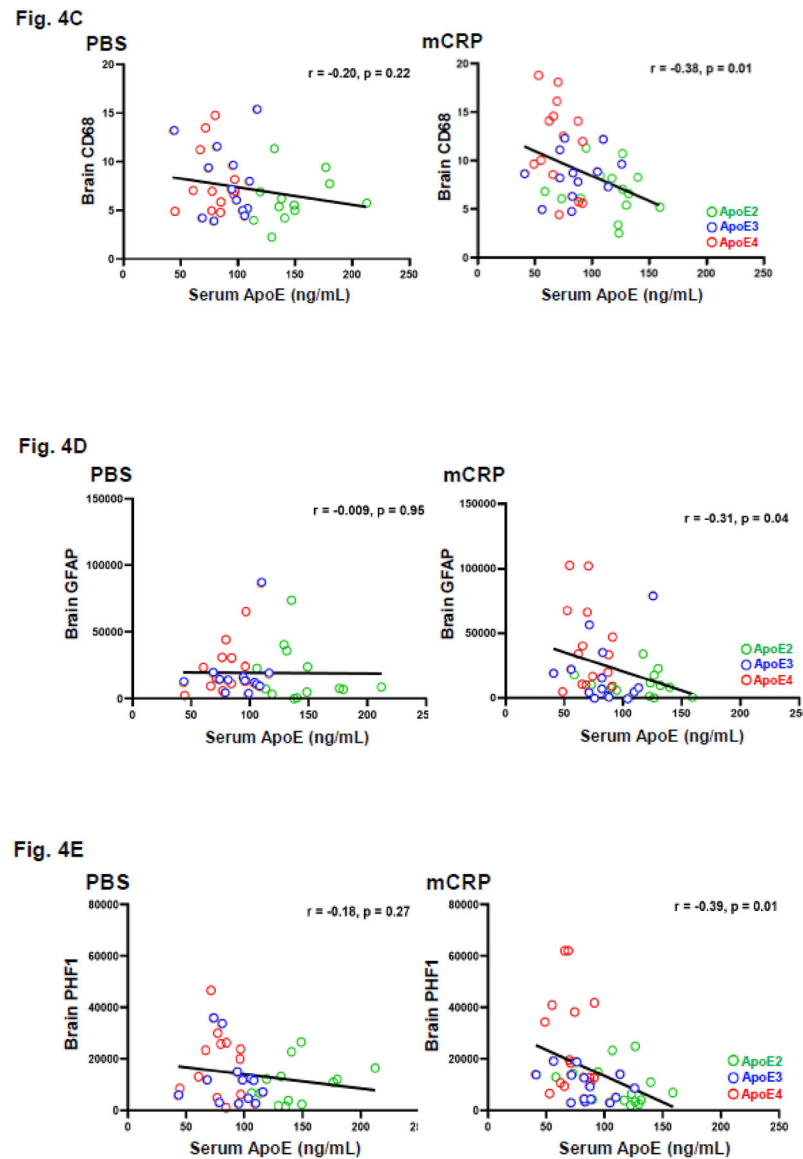 Fig. 4C
PBS
mCRP
r = -0.20, p = 0.22
r = -0.38, p = 0.01
Brain CD68
20
15
10
5
0
0 50 100 150 200 250
Serum ApoE (ng/mL)
Brain CD68
20
15
10
5
0
ApoE2
ApoE3
ApoE4
0 50 100 150 200 250
Serum ApoE (ng/mL)
Fig. 4D
PBS
mCRP
r = -0.009, p = 0.95
r = -0.31, p = 0.04
Brain GFAP
150000
100000
50000
0
0 50 100 150 200 250
Serum ApoE (ng/mL)
Brain GFAP
150000
100000
50000
0
ApoE2
ApoE3
ApoE4
0 50 100 150 200 250
Serum ApoE (ng/mL)
Fig. 4E
PBS
mCRP
r = -0.18, p = 0.27
r = -0.39, p = 0.01
Brain PHF1
80000
60000
40000
20000
0
0 50 100 150 200 250
Serum ApoE (ng/mL)
Brain PHF1
80000
60000
40000
20000
0
ApoE2
ApoE3
ApoE4
0 50 100 150 200 250
Serum ApoE (ng/mL)